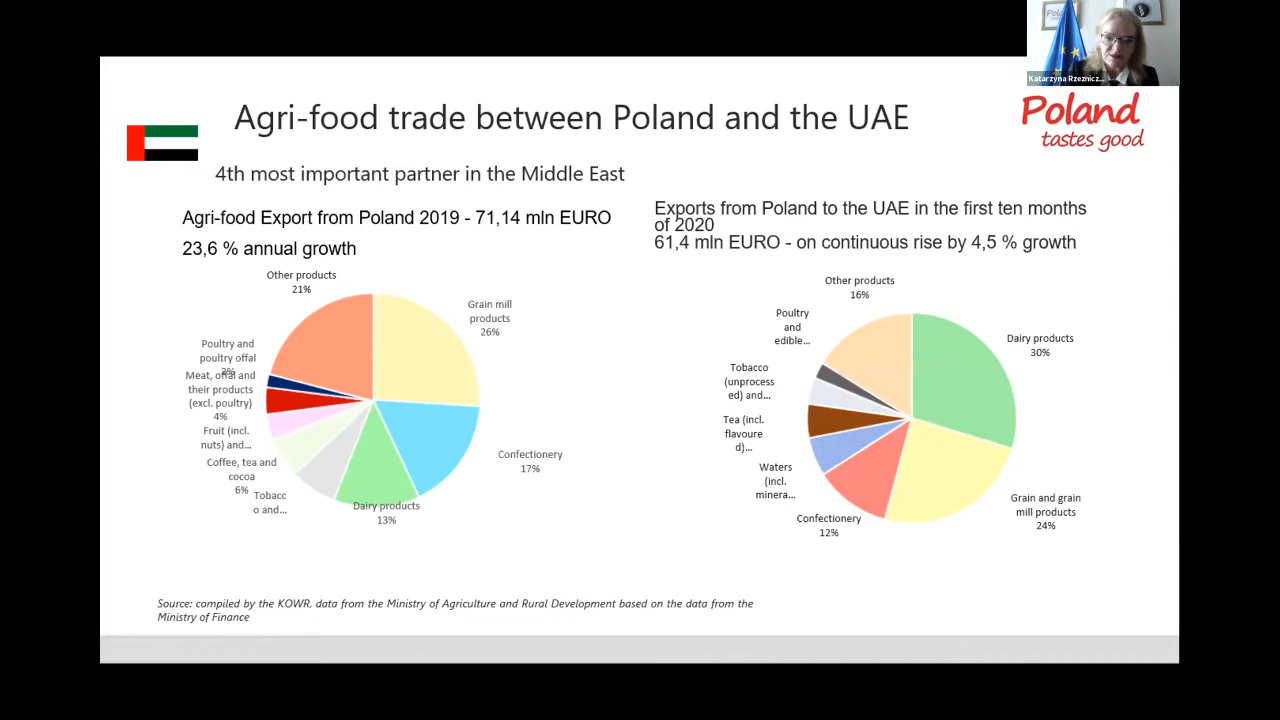 Poland
Katarzyna Rzeznicz...
Agri-food trade between Poland and the UAE
Poland
tastes good
4th most important partner in the Middle East
Agri-food Export from Poland 2019 - 71,14 mln EURO
23,6 % annual growth
Other products
21%
Grain mill
products
26%
Poultry and
poultry offal
2%
Meat, offal and
their products
(excl. poultry)
4%
Fruit (incl.
nuts) and...
Coffee, tea and
cocoa
6%
Tobacc
o and...
Dairy products
13%
Confectionery
17%
Exports from Poland to the UAE in the first ten months
of 2020
61,4 mln EURO - on continuous rise by 4,5 % growth
Other products
16%
Poultry
and
edible...
Dairy products
30%
Tobacco
(unprocess
ed) and...
Tea (incl.
flavoure
d)...
Waters
(incl.
minera...
Confectionery
12%
Grain and grain
mill products
24%
Source: compiled by the KOWR, data from the Ministry of Agriculture and Rural Development based on the data from the
Ministry of Finance